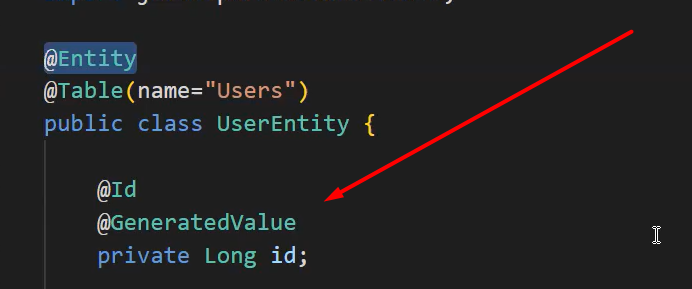 @Entity
@Table(name="Users")
public class UserEntity {
@Id
@GeneratedValue
private Long id;